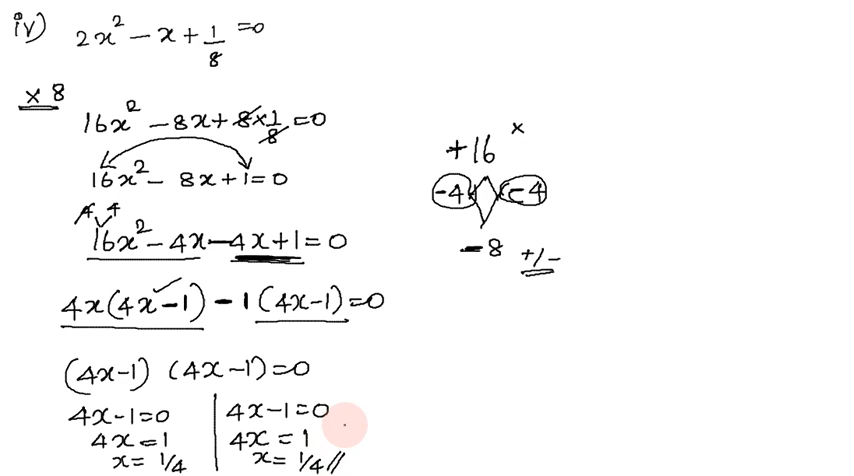 iv) 2x² - x + 1/8 = 0
× 8
16x² - 8x + 8 × 1/8 = 0
16x² - 8x + 1 = 0
4 4
16x² - 4x - 4x + 1 = 0
4x(4x - 1) - 1(4x - 1) = 0
(4x - 1) (4x - 1) = 0
4x - 1 = 0
4x = 1
x = 1/4
4x - 1 = 0
4x = 1
x = 1/4 //
+16 ×
-4 -4
-8 +/-